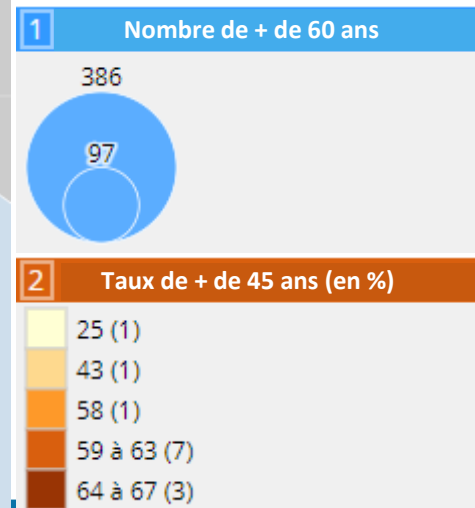 1 Nombre de + de 60 ans
386
97
2 Taux de + de 45 ans (en %)
25 (1)
43 (1)
58 (1)
59 à 63 (7)
64 à 67 (3)